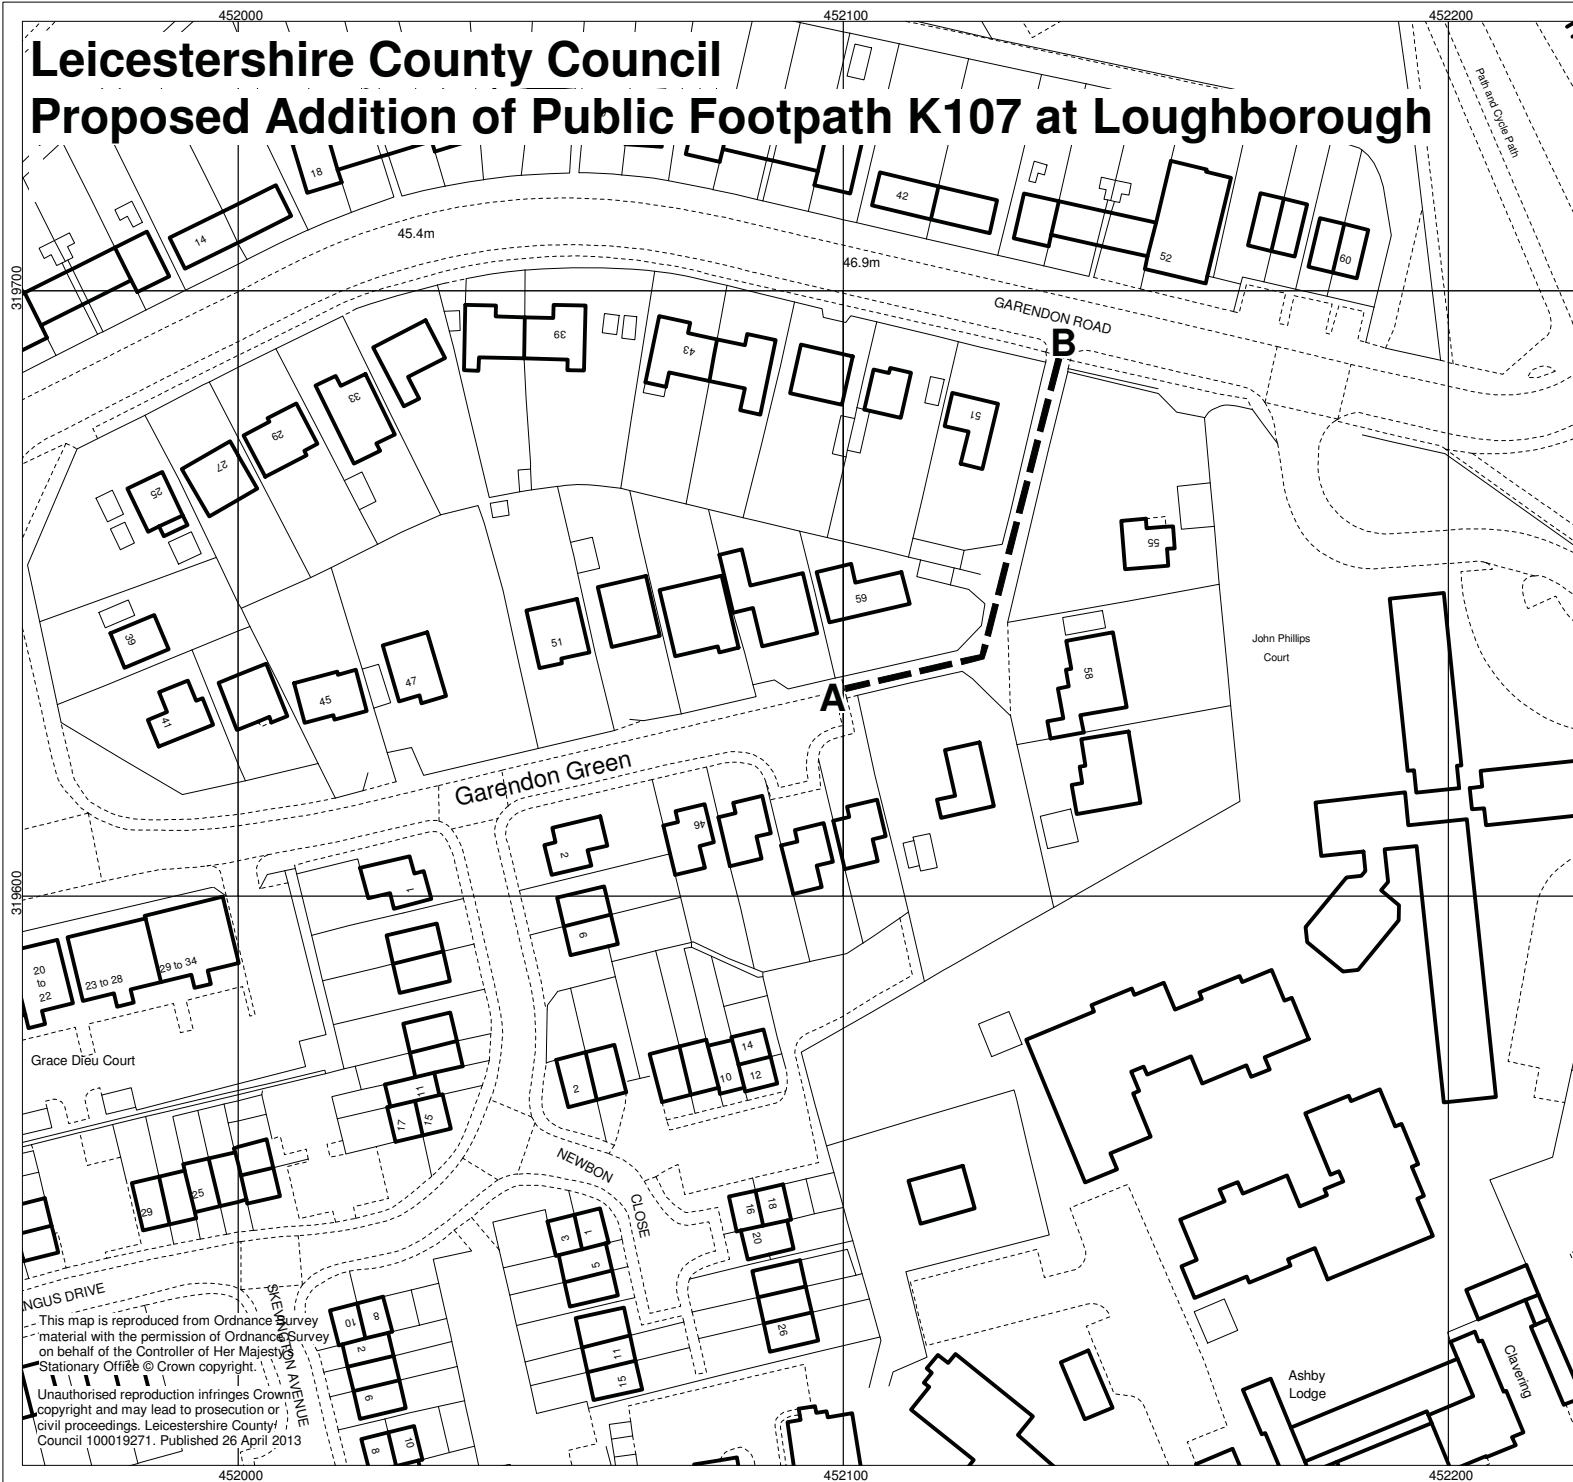 452000
452100
452200
Leicestershire County Council
Proposed Addition of Public Footpath K107 at Loughborough
Path and Cycle Path
18
14
42
52
60
45.4m
46.9m
319700
GARENDON ROAD
B
39
43
33
51
29
27
25
55
59
51
39
John Phillips
Court
58
47
45
41
A
Garendon Green
46
2
1
319600
6
20
to
22
23 to 28
29 to 34
Grace Dieu Court
14
12
10
2
11
17
15
NEWBON
CLOSE
29
25
16
18
20
3
1
5
NGUS DRIVE
SKEVINGTON AVENUE
10
8
2
6
26
11
15
This map is reproduced from Ordnance Survey
material with the permission of Ordnance Survey
on behalf of the Controller of Her Majesty's
Stationary Office © Crown copyright.
Unauthorised reproduction infringes Crown
copyright and may lead to prosecution or
civil proceedings. Leicestershire County
Council 100019271. Published 26 April 2013
8
10
Ashby
Lodge
Clavering
452000
452100
452200